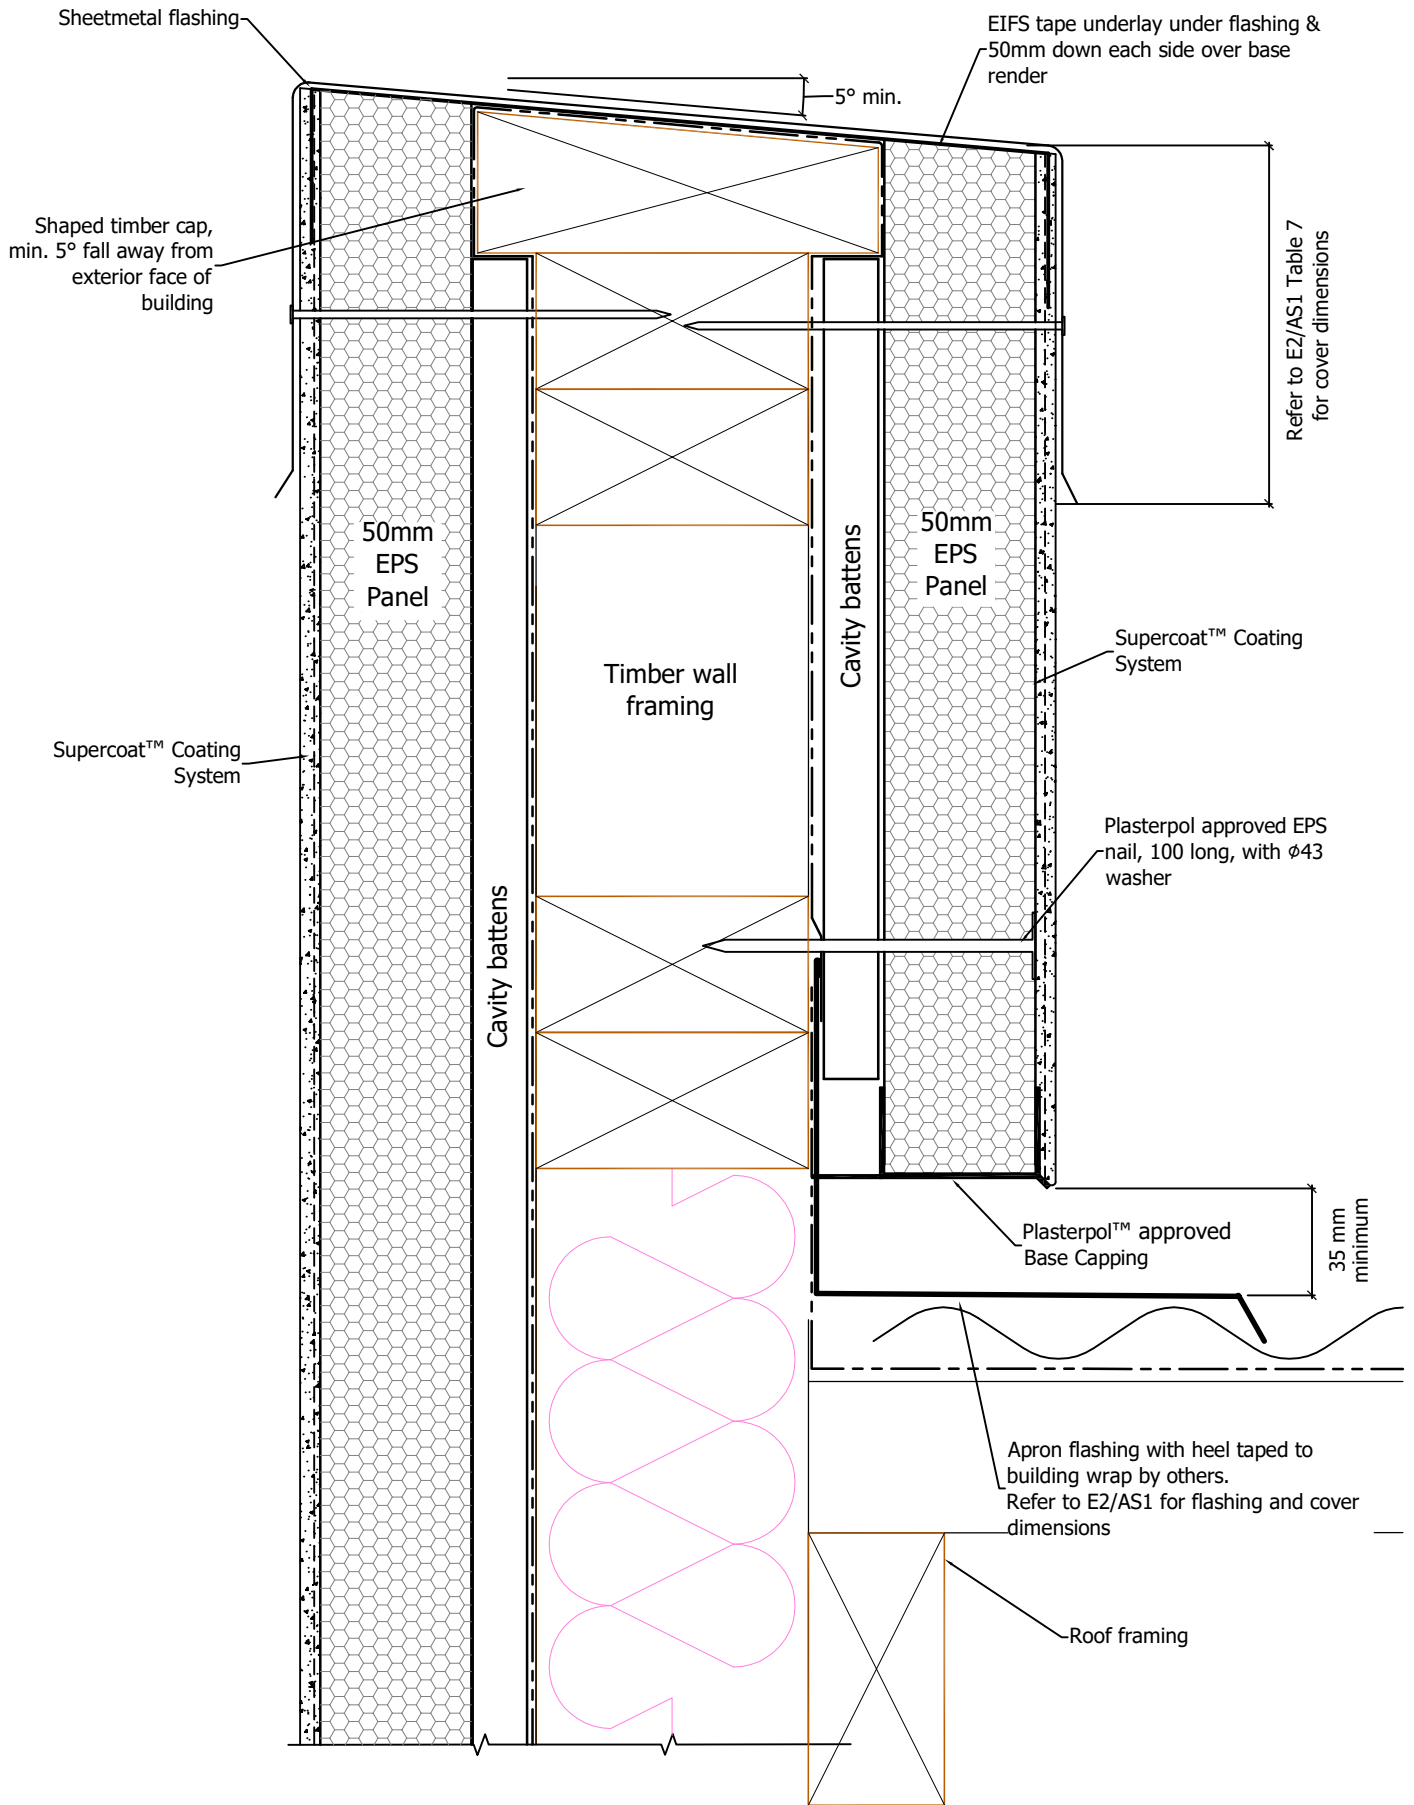 Sheetmetal flashing
EIFS tape underlay under flashing &
50mm down each side over base
render
5° min.
Shaped timber cap,
min. 5° fall away from
exterior face of
building
Refer to E2/AS1 Table 7
for cover dimensions
50mm
EPS
Panel
Cavity battens
50mm
EPS
Panel
Timber wall
framing
Supercoat™ Coating
System
Supercoat™ Coating
System
Plasterpol approved EPS
nail, 100 long, with ⌀43
washer
Cavity battens
Plasterpol™ approved
Base Capping
35 mm
minimum
Apron flashing with heel taped to
building wrap by others.
Refer to E2/AS1 for flashing and cover
dimensions
Roof framing